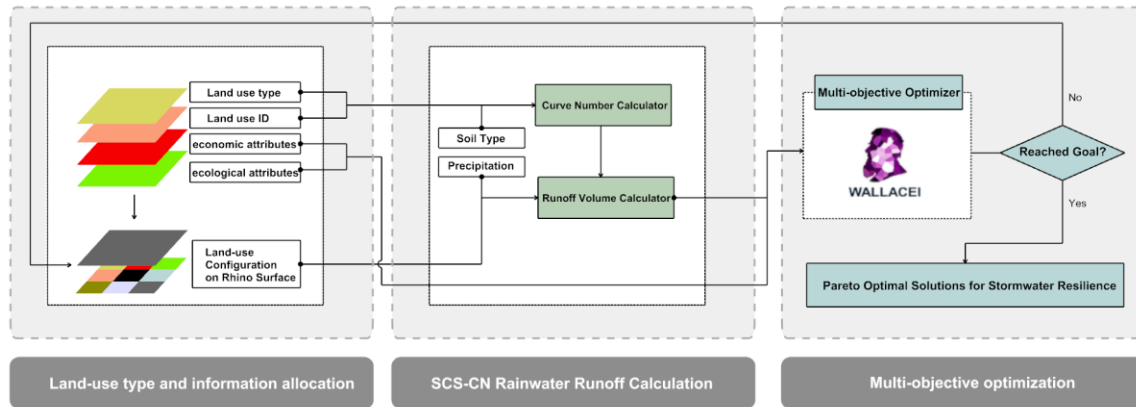 Land use type
Land use ID
economic attributes
ecological attributes
Land-use
Configuration
on Rhino Surface
Land-use type and information allocation
Curve Number Calculator
Soil Type
Precipitation
Runoff Volume Calculator
SCS-CN Rainwater Runoff Calculation
Multi-objective Optimizer
WALLACEI
No
Reached Goal?
Yes
Pareto Optimal Solutions for Stormwater Resilience
Multi-objective optimization